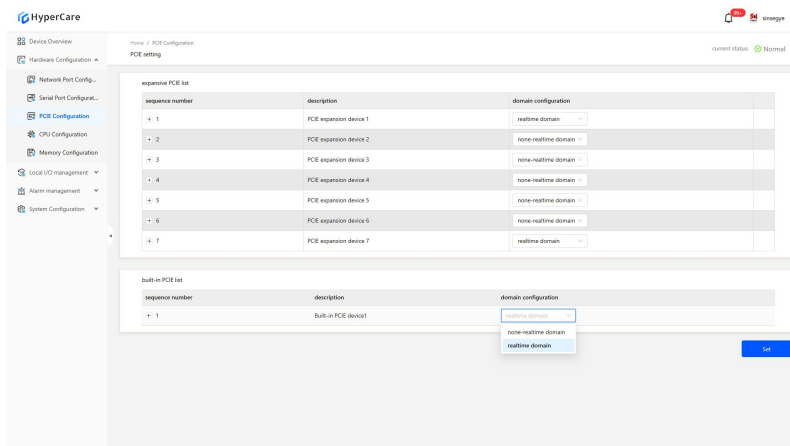 HyperCare
99+
sinsegye
Device Overview
Hardware Configuration
Network Port Config...
Serial Port Configurat...
PCIE Configuration
CPU Configuration
Memory Configuration
Local I/O management
Alarm management
System Configuration
Home / PCIE Configuration
PCIE setting
current status: Normal
expansive PCIE list
sequence number description domain configuration
1 PCIE expansion device 1 realtime domain
2 PCIE expansion device 2 none-realtime domain
3 PCIE expansion device 3 none-realtime domain
4 PCIE expansion device 4 none-realtime domain
5 PCIE expansion device 5 none-realtime domain
6 PCIE expansion device 6 none-realtime domain
7 PCIE expansion device 7 realtime domain
built-in PCIE list
sequence number description domain configuration
1 Built-in PCIE device1 realtime domain
none-realtime domain
realtime domain
Set